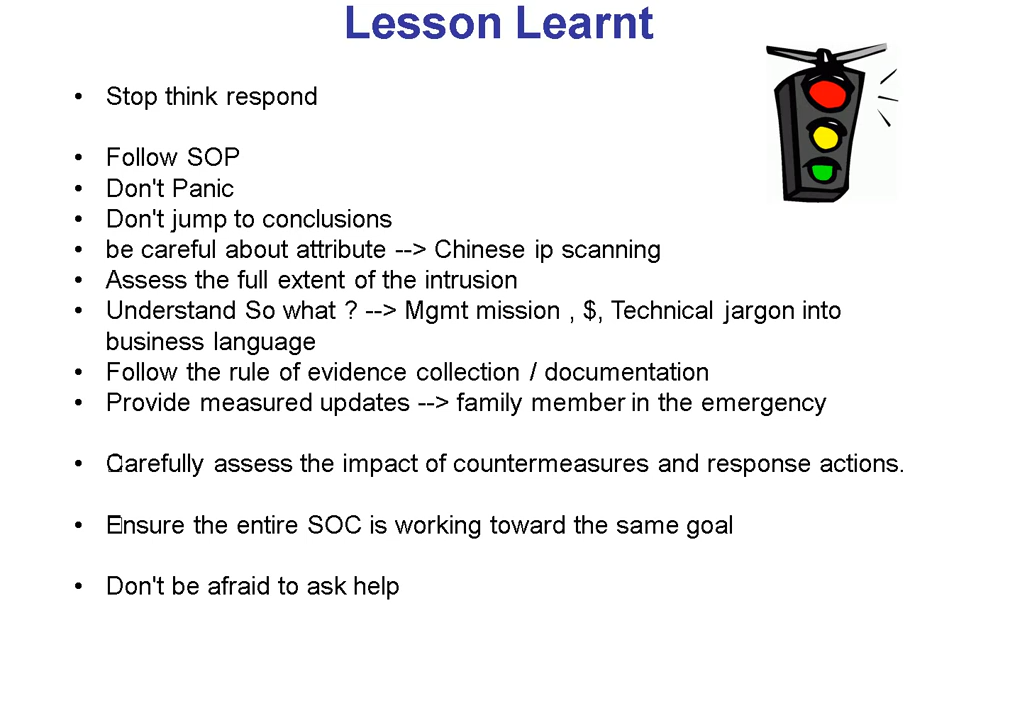 Lesson Learnt
• Stop think respond
• Follow SOP
• Don't Panic
• Don't jump to conclusions
• be careful about attribute --> Chinese ip scanning
• Assess the full extent of the intrusion
• Understand So what ? --> Mgmt mission , $, Technical jargon into
business language
• Follow the rule of evidence collection / documentation
• Provide measured updates --> family member in the emergency
• Carefully assess the impact of countermeasures and response actions.
• Ensure the entire SOC is working toward the same goal
• Don't be afraid to ask help